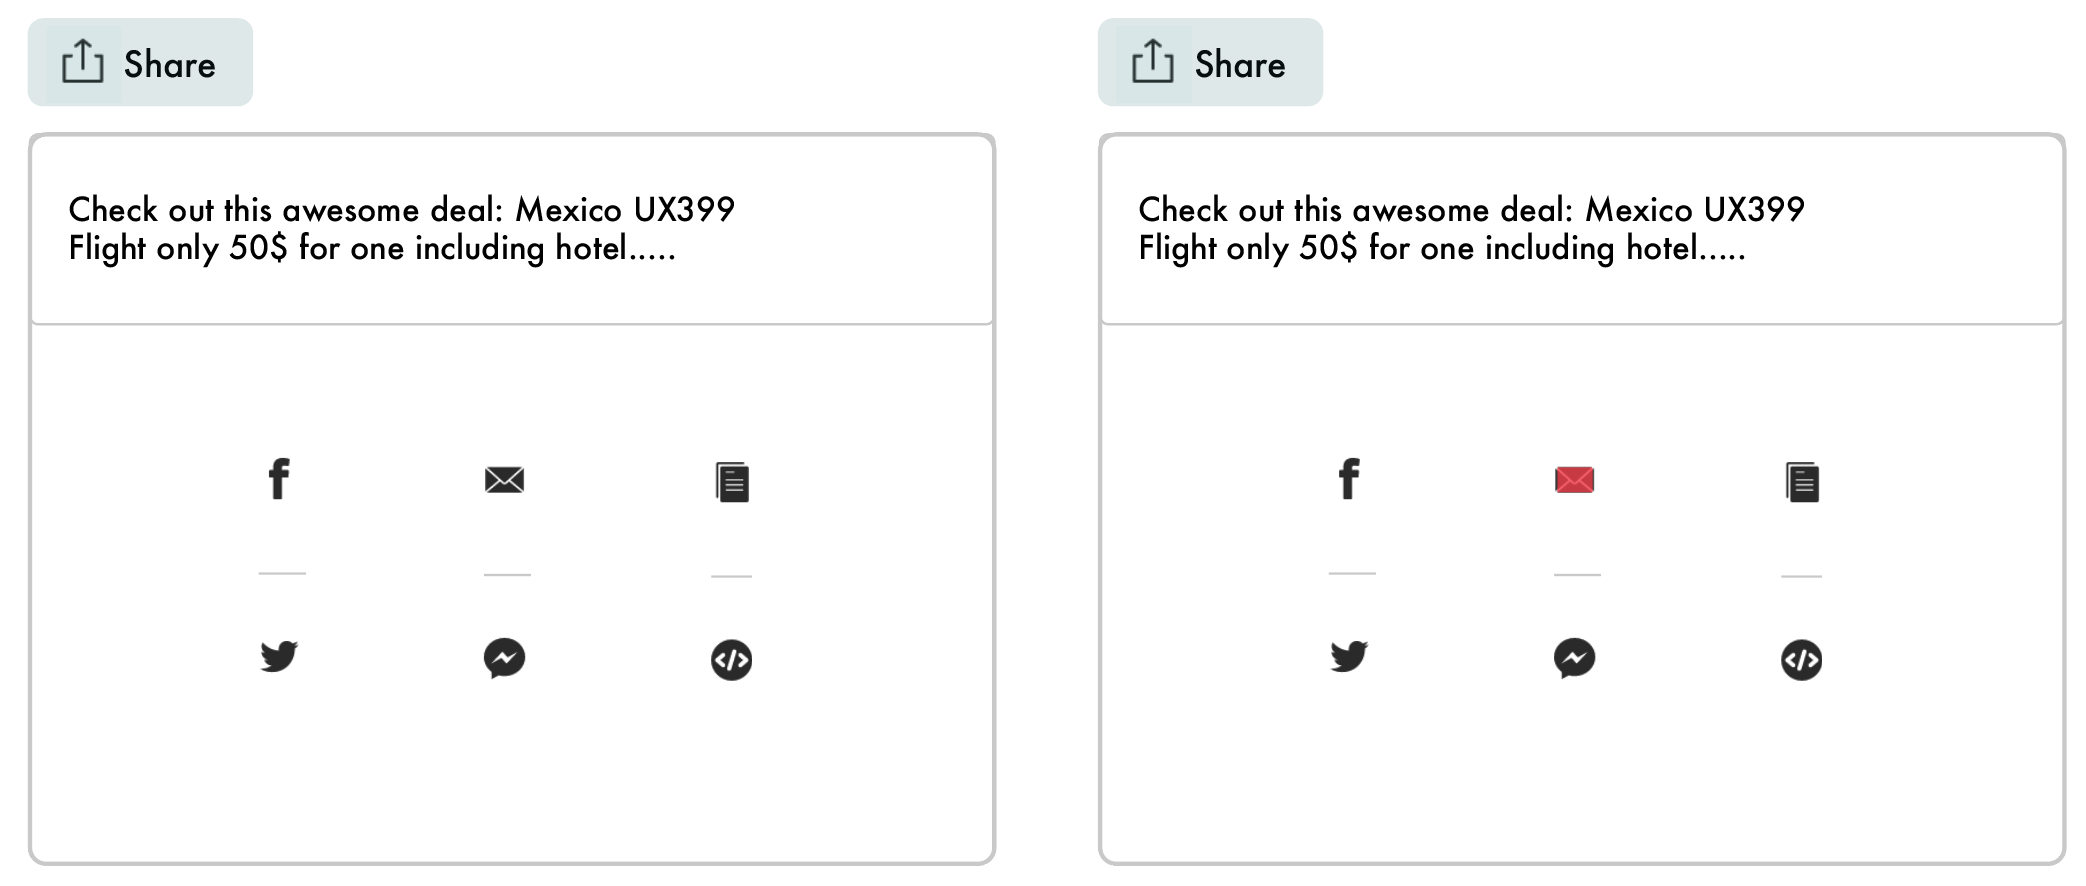 Share
Check out this awesome deal: Mexico UX399
Flight only 50$ for one including hotel.....
Share
Check out this awesome deal: Mexico UX399
Flight only 50$ for one including hotel.....